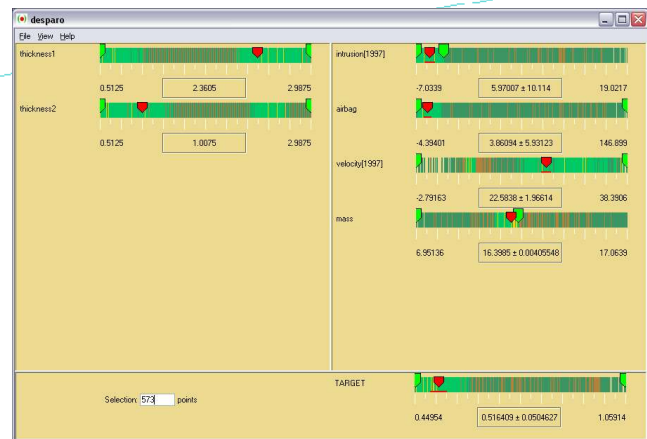 desparo
File View Help
thickness1
0.5125 2.3605 2.9875
thickness2
0.5125 1.0075 2.9875
intrusion[1997]
-7.0339 5.97007 ± 10.114 19.0217
airbag
-4.39401 3.86094 ± 5.93123 146.899
velocity[1997]
-2.79163 22.5838 ± 1.96614 38.3906
mass
6.95136 16.3985 ± 0.00405548 17.0639
TARGET
0.44954 0.516409 ± 0.0504627 1.05914
Selection: 573 points